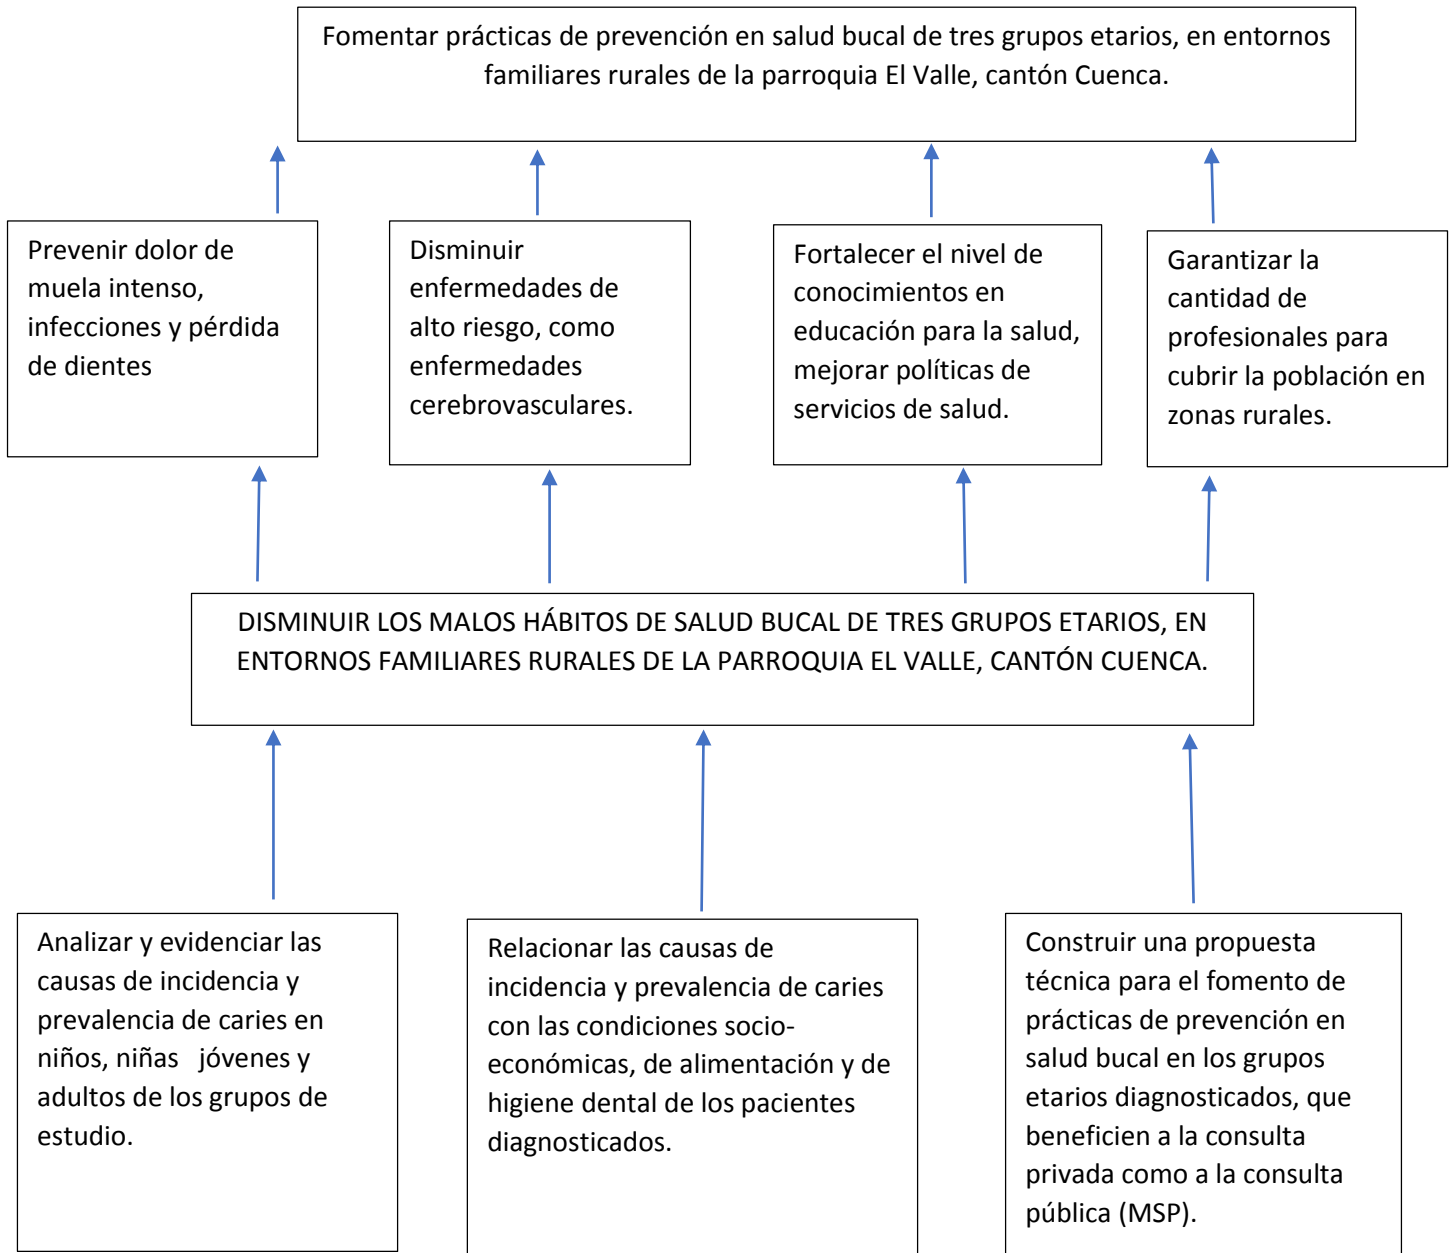 Fomentar prácticas de prevención en salud bucal de tres grupos etarios, en entornos
familiares rurales de la parroquia El Valle, cantón Cuenca.
Prevenir dolor de
muela intenso,
infecciones y pérdida
de dientes
Disminuir
enfermedades de
alto riesgo, como
enfermedades
cerebrovasculares.
Fortalecer el nivel de
conocimientos en
educación para la salud,
mejorar políticas de
servicios de salud.
Garantizar la
cantidad de
profesionales para
cubrir la población en
zonas rurales.
DISMINUIR LOS MALOS HÁBITOS DE SALUD BUCAL DE TRES GRUPOS ETARIOS, EN
ENTORNOS FAMILIARES RURALES DE LA PARROQUIA EL VALLE, CANTÓN CUENCA.
Analizar y evidenciar las
causas de incidencia y
prevalencia de caries en
niños, niñas   jóvenes y
adultos de los grupos de
estudio.
Relacionar las causas de
incidencia y prevalencia de caries
con las condiciones socio-
económicas, de alimentación y de
higiene dental de los pacientes
diagnosticados.
Construir una propuesta
técnica para el fomento de
prácticas de prevención en
salud bucal en los grupos
etarios diagnosticados, que
beneficien a la consulta
privada como a la consulta
pública (MSP).